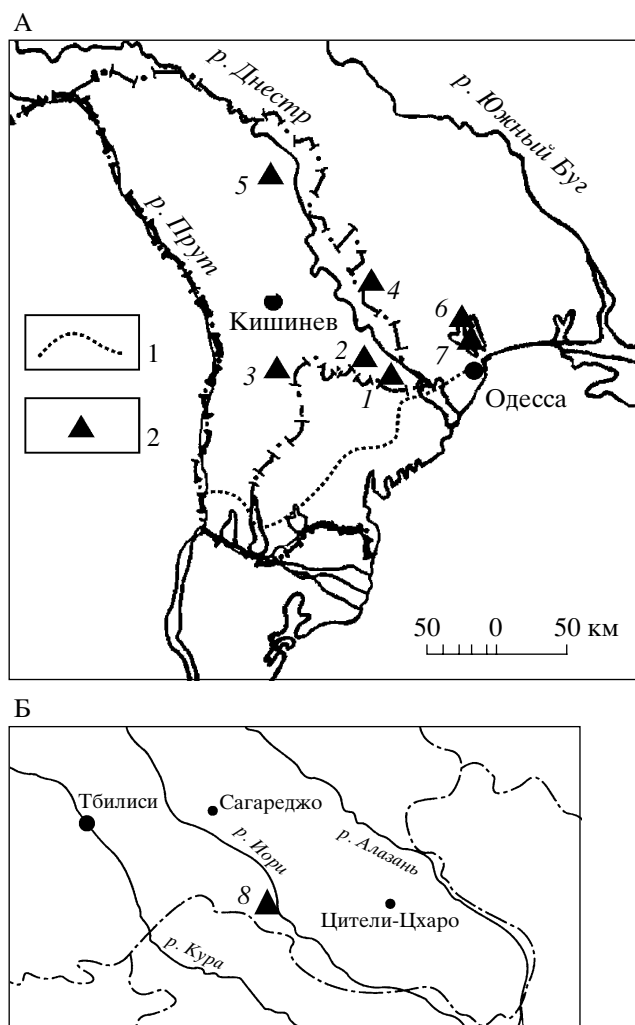 А
р. Днестр
р. Южный Буг
р. Прут
5
4
6
Кишинев
7
2
3
1
Одесса
1
2
50 0 50 км
Б
Тбилиси
Сагареджо
р. Иори
р. Алазань
8
Цители-Цхаро
р. Кура